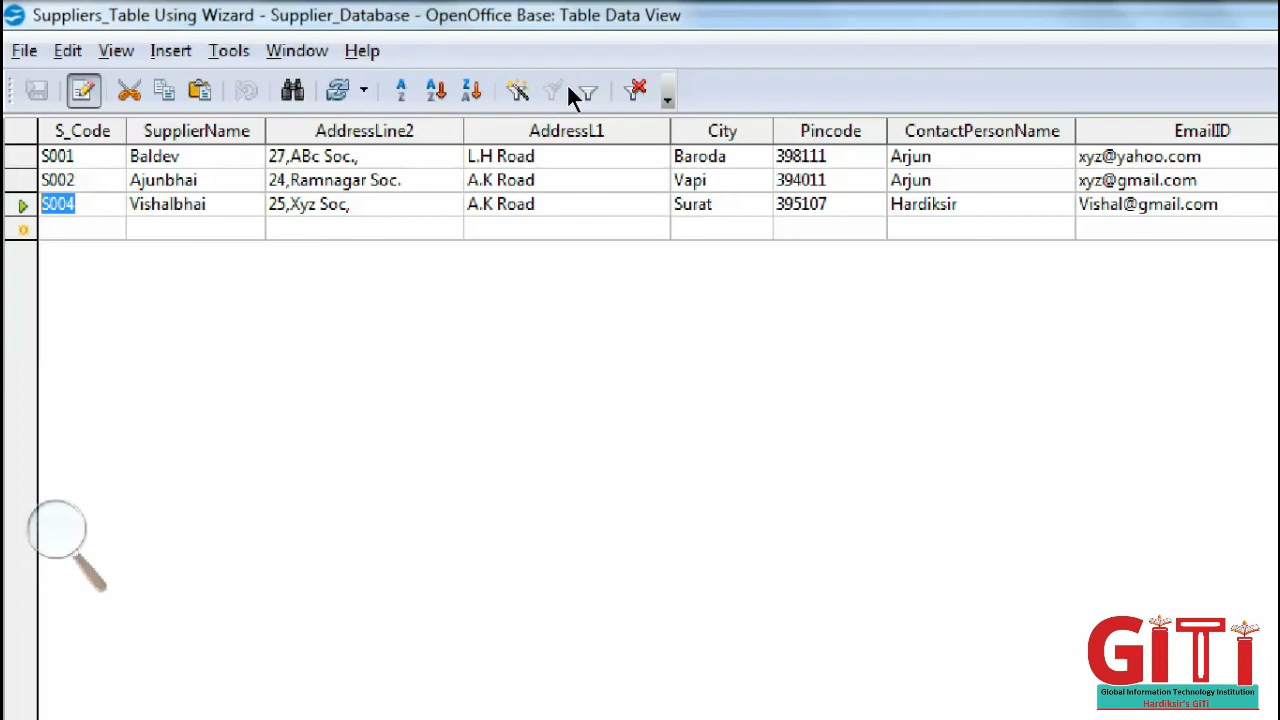 Suppliers_Table Using Wizard - Supplier_Database - OpenOffice Base: Table Data View
File Edit View Insert Tools Window Help
S_Code SupplierName AddressLine2 AddressL1 City Pincode ContactPersonName EmailID
S001 Baldev 27,ABc Soc., L.H Road Baroda 398111 Arjun xyz@yahoo.com
S002 Ajunbhai 24,Ramnagar Soc. A.K Road Vapi 394011 Arjun xyz@gmail.com
S004 Vishalbhai 25,Xyz Soc, A.K Road Surat 395107 Hardiksir Vishal@gmail.com
GiTi
Global Information Technology Institution
Hardiksir's GiTi